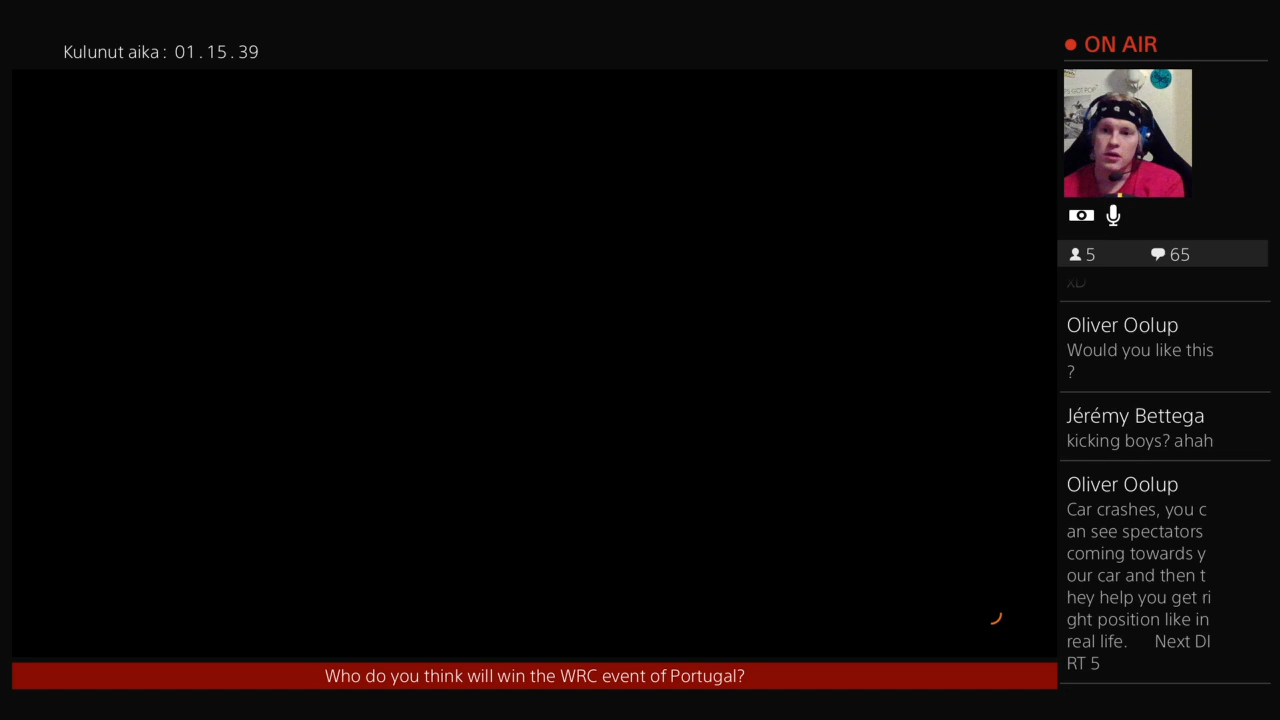 Kulunut aika: 01.15.39
ON AIR
5 65
XD
Oliver Oolup
Would you like this
?
Jérémy Bettega
kicking boys? ahah
Oliver Oolup
Car crashes, you c
an see spectators
coming towards y
our car and then t
hey help you get ri
ght position like in
real life. Next DI
RT 5
Who do you think will win the WRC event of Portugal?